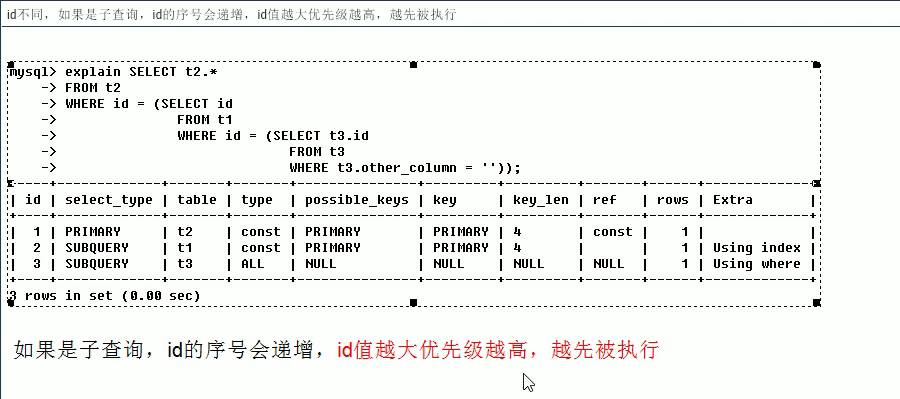 id不同，如果是子查询，id的序号会递增，id值越大优先级越高，越先被执行
mysql> explain SELECT t2.*
-> FROM t2
-> WHERE id = (SELECT id
-> FROM t1
-> WHERE id = (SELECT t3.id
-> FROM t3
-> WHERE t3.other_column = ''));
+----+-------------+-------+-------+---------------+---------+---------+-------+------+-------------+
| id | select_type | table | type | possible_keys | key | key_len | ref | rows | Extra |
+----+-------------+-------+-------+---------------+---------+---------+-------+------+-------------+
| 1 | PRIMARY | t2 | const | PRIMARY | PRIMARY | 4 | const | 1 | |
| 2 | SUBQUERY | t1 | const | PRIMARY | PRIMARY | 4 | | 1 | Using index |
| 3 | SUBQUERY | t3 | ALL | NULL | NULL | NULL | NULL | 1 | Using where |
+----+-------------+-------+-------+---------------+---------+---------+-------+------+-------------+
3 rows in set (0.00 sec)
如果是子查询，id的序号会递增，id值越大优先级越高，越先被执行